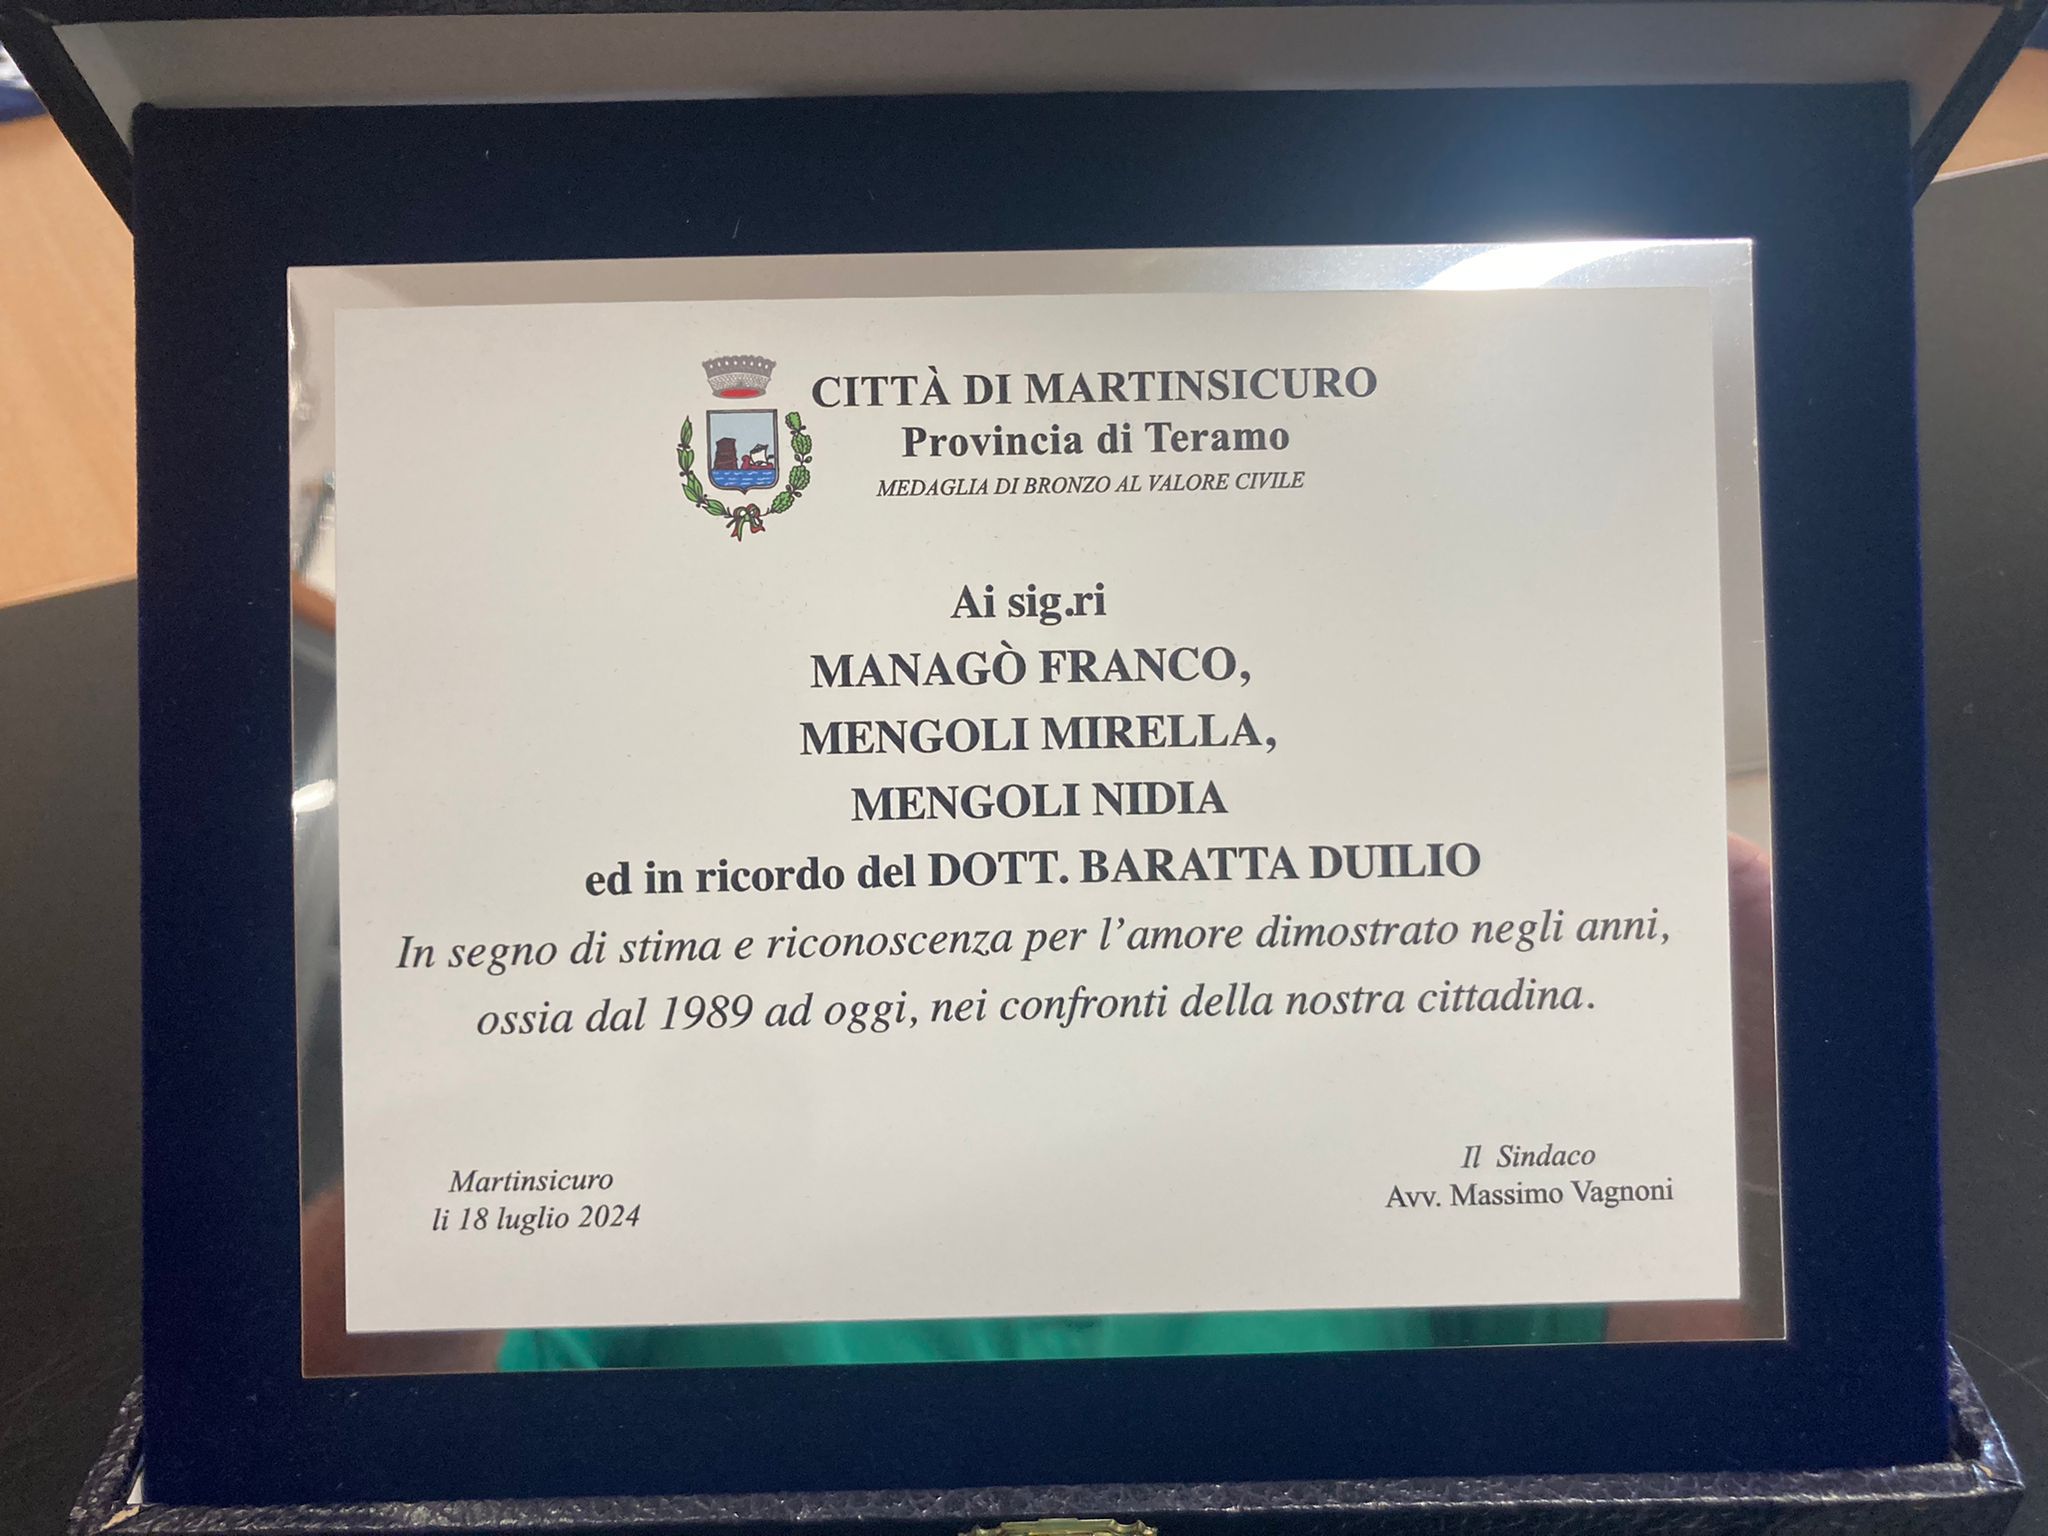 CITTÀ DI MARTINSICURO
Provincia di Teramo
MEDAGLIA DI BRONZO AL VALORE CIVILE
Ai sig.ri
MANAGÒ FRANCO,
MENGOLI MIRELLA,
MENGOLI NIDIA
ed in ricordo del DOTT. BARATTA DUILIO
In segno di stima e riconoscenza per l'amore dimostrato negli anni,
ossia dal 1989 ad oggi, nei confronti della nostra cittadina.
Martinsicuro
li 18 luglio 2024
Il Sindaco
Avv. Massimo Vagnoni